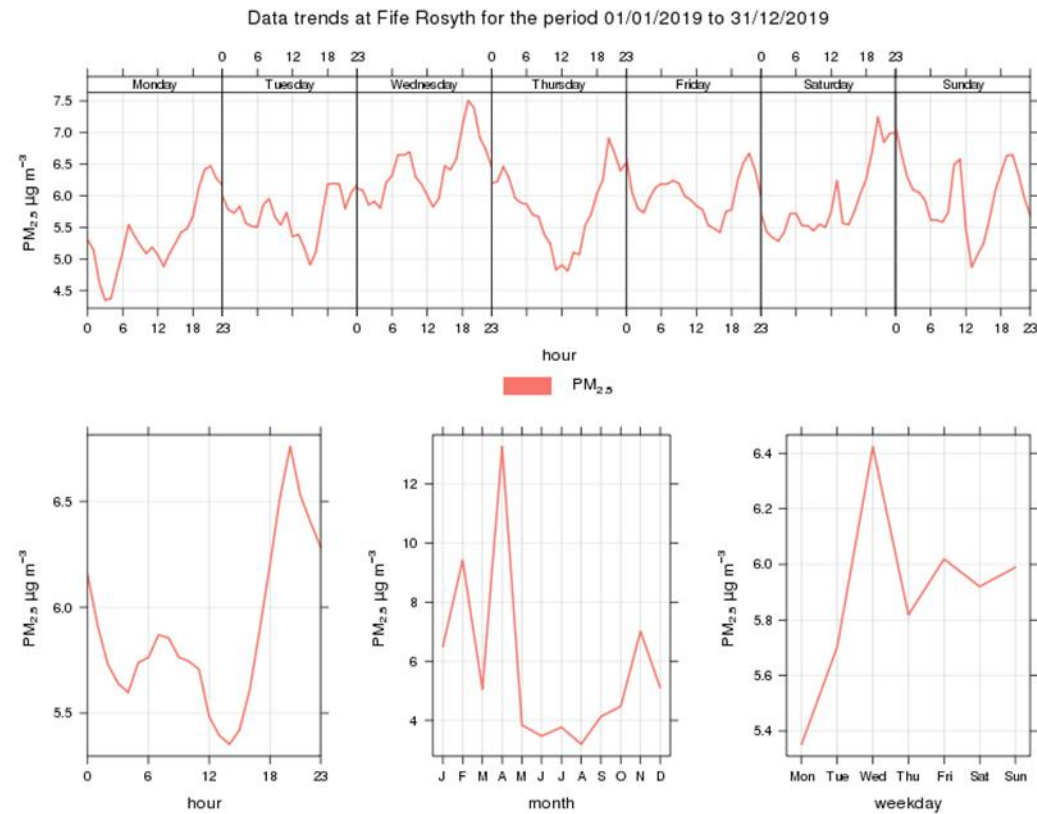 Data trends at Fife Rosyth for the period 01/01/2019 to 31/12/2019
0 6 12 18 23 0 6 12 18 23 0 6 12 18 23
Monday Tuesday Wednesday Thursday Friday Saturday Sunday
7.5
7.0
6.5
6.0
5.5
5.0
4.5
PM2.5 µg m−3
0 6 12 18 23 0 6 12 18 23 0 6 12 18 23 0 6 12 18 23
hour
PM2.5
6.5
6.0
5.5
PM2.5 µg m−3
0 6 12 18 23
hour
12
10
8
6
4
PM2.5 µg m−3
J F M A M J J A S O N D
month
6.4
6.2
6.0
5.8
5.6
5.4
PM2.5 µg m−3
Mon Tue Wed Thu Fri Sat Sun
weekday